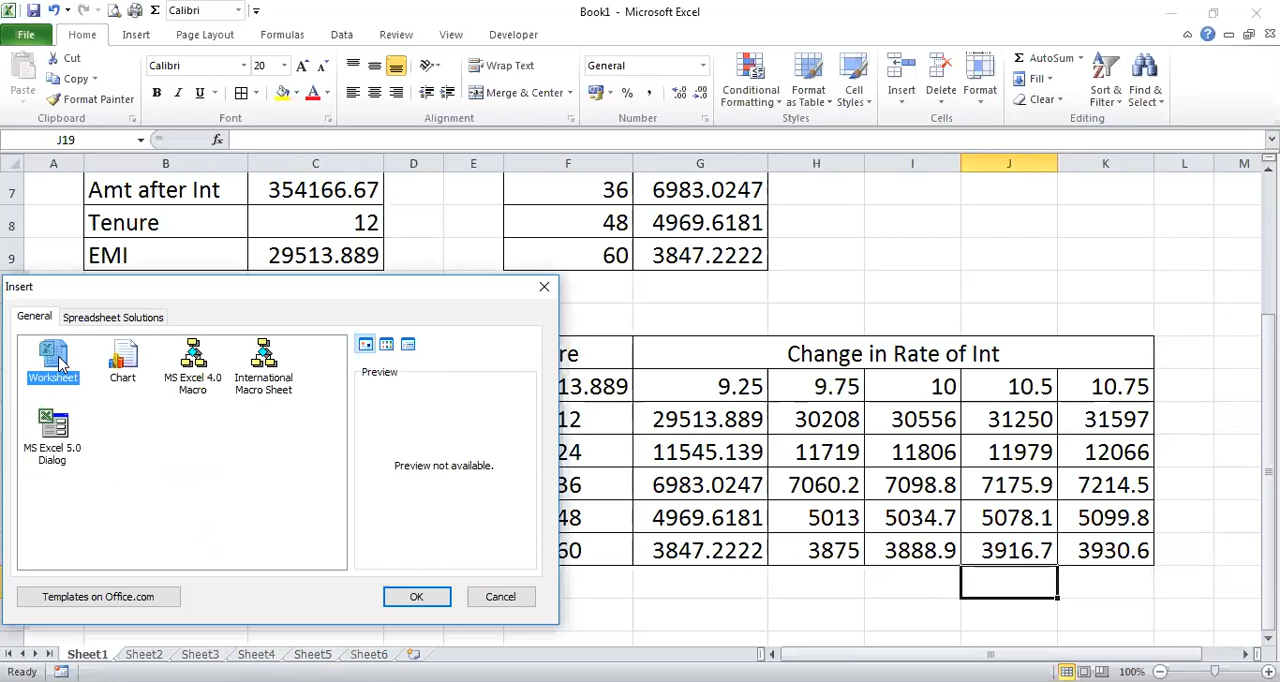 Calibri
Book1 - Microsoft Excel
File Home Insert Page Layout Formulas Data Review View Developer
Paste
Cut
Copy
Format Painter
Clipboard
Calibri 20
B I U
Font
Wrap Text
Merge & Center
Alignment
General
Number
Conditional Formatting
Format as Table
Cell Styles
Styles
Insert Delete Format
Cells
AutoSum
Fill
Clear
Sort & Filter
Find & Select
Editing
J19 fx
A B C D E F G H I J K L M
7 Amt after Int 354166.67 36 6983.0247
8 Tenure 12 48 4969.6181
9 EMI 29513.889 60 3847.2222
re Change in Rate of Int
13.889 9.25 9.75 10 10.5 10.75
12 29513.889 30208 30556 31250 31597
24 11545.139 11719 11806 11979 12066
36 6983.0247 7060.2 7098.8 7175.9 7214.5
48 4969.6181 5013 5034.7 5078.1 5099.8
60 3847.2222 3875 3888.9 3916.7 3930.6
Insert
General Spreadsheet Solutions
Worksheet
Chart
MS Excel 4.0
Macro
International
Macro Sheet
MS Excel 5.0
Dialog
Preview
Preview not available.
Templates on Office.com
OK
Cancel
Sheet1 Sheet2 Sheet3 Sheet4 Sheet5 Sheet6
Ready
100%